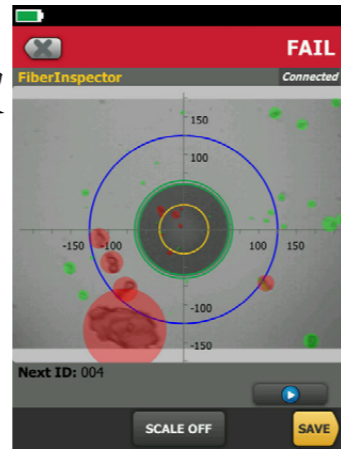 FAIL
FiberInspector
Connected
150
100
-150
-100
100
150
-100
-150
Next ID: 004
SCALE OFF
SAVE